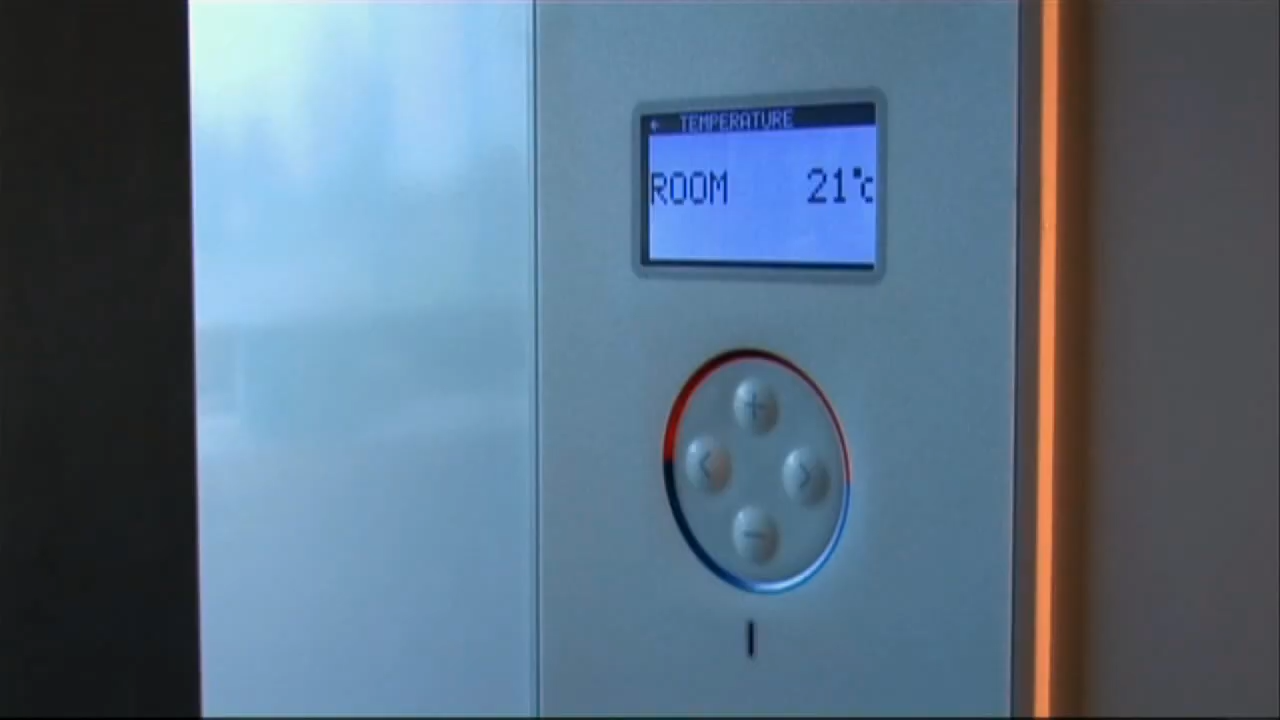 ← TEMPERATURE
ROOM 21°C
+
< >
-